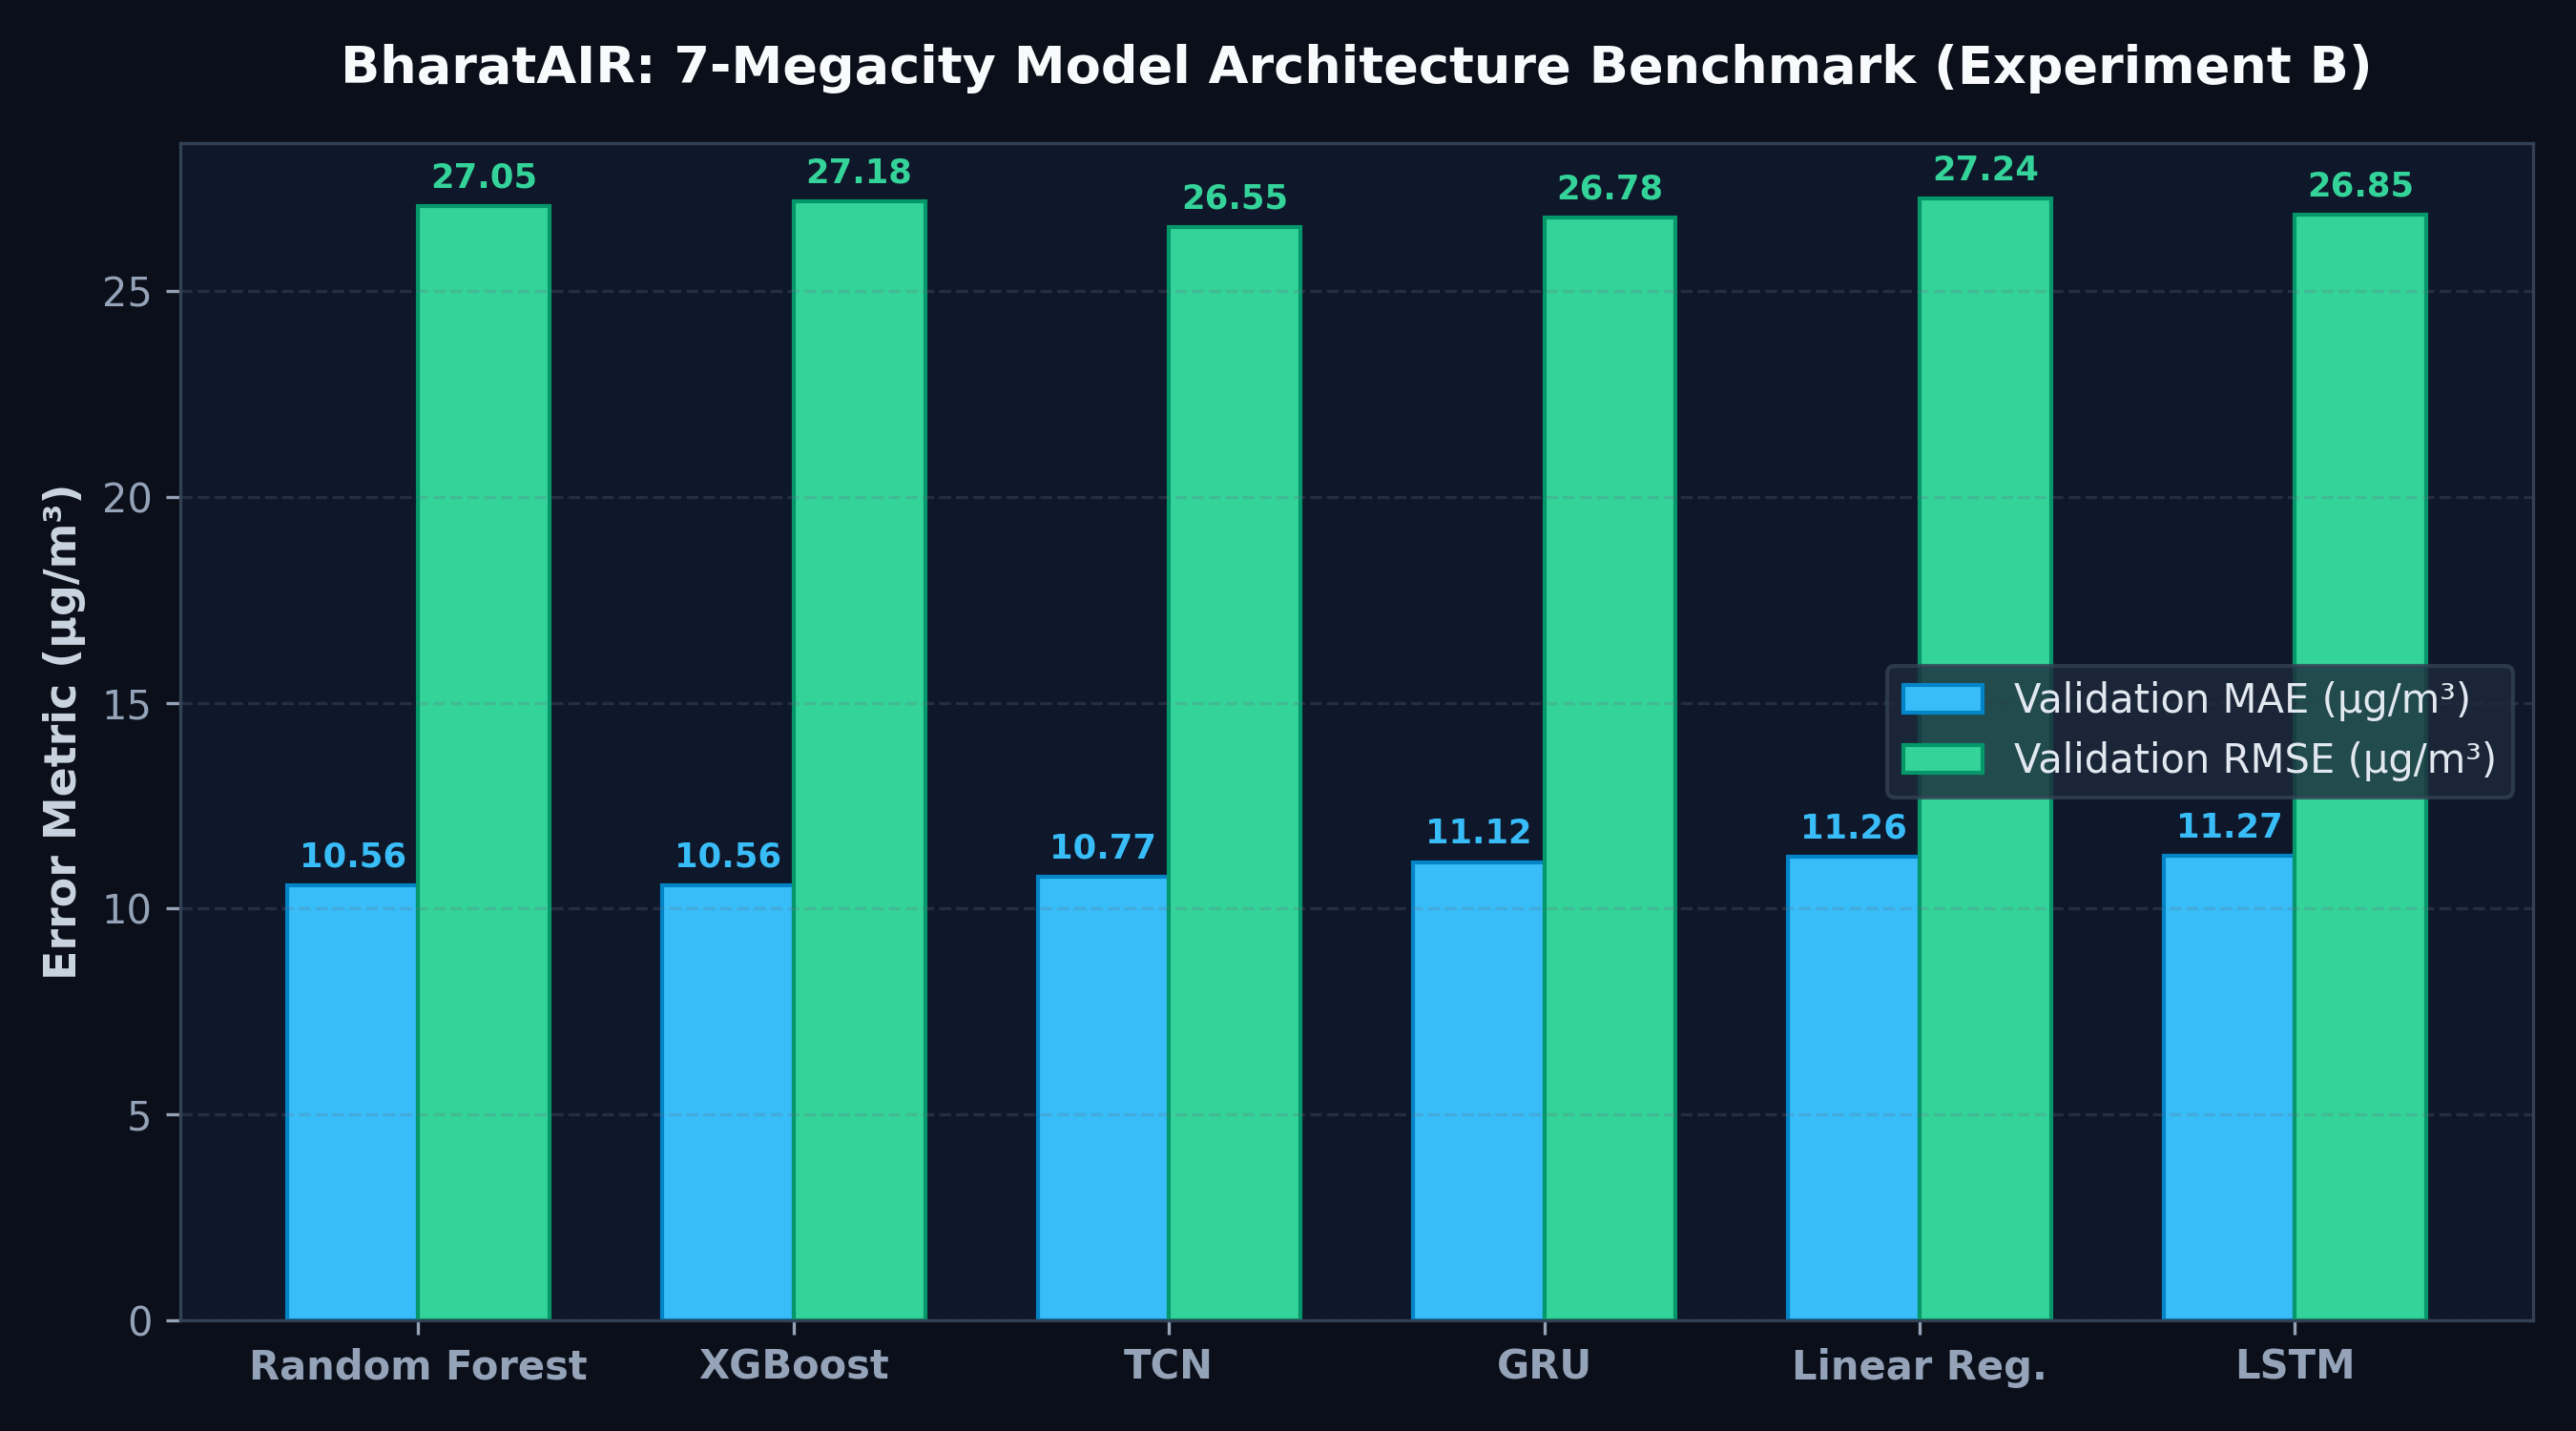 BharatAIR: 7-Megacity Model Architecture Benchmark (Experiment B)
Error Metric (µg/m³)
25
20
15
10
5
0
27.05
27.18
26.55
26.78
27.24
26.85
10.56
10.56
10.77
11.12
11.26
11.27
Validation MAE (µg/m³)
Validation RMSE (µg/m³)
Random Forest
XGBoost
TCN
GRU
Linear Reg.
LSTM